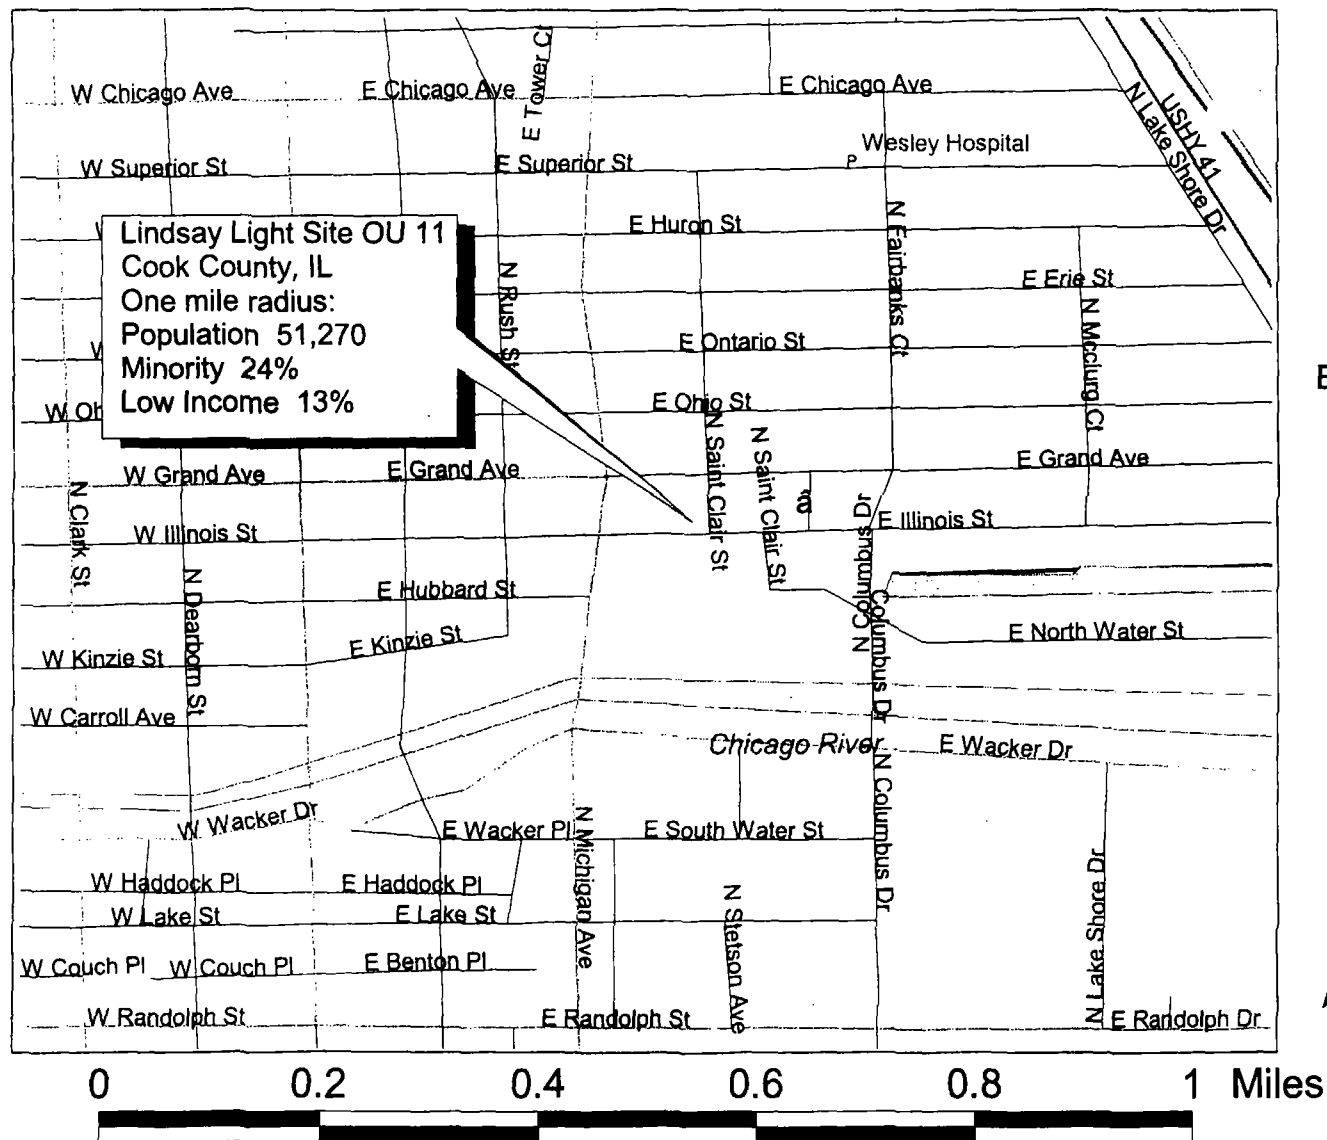 E Tower Ct
W Chicago Ave
E Chicago Ave
E Chicago Ave
USHY 41
N Lake Shore Dr
Wesley Hospital
P
W Superior St
E Superior St
Lindsay Light Site OU 11
Cook County, IL
One mile radius:
Population 51,270
Minority 24%
Low Income 13%
E Huron St
N Fairbanks Ct
N Rush St
E Erie St
N Mcclurg Ct
E Ontario St
E Ohio St
N Saint Clair St
N Saint Clair St
W Grand Ave
E Grand Ave
E Grand Ave
N Clark St
W Illinois St
E Illinois St
N Columbus Dr
N Dearborn St
E Hubbard St
Columbus Dr
E Kinzie St
W Kinzie St
E North Water St
W Carroll Ave
Chicago River
E Wacker Dr
N Columbus Dr
W Wacker Dr
E Wacker Pl
N Michigan Ave
E South Water St
N Lake Shore Dr
W Haddock Pl
E Haddock Pl
N Stetson Ave
W Lake St
E Lake St
W Couch Pl
W Couch Pl
E Benton Pl
W Randolph St
E Randolph St
E Randolph Dr
0 0.2 0.4 0.6 0.8 1 Miles